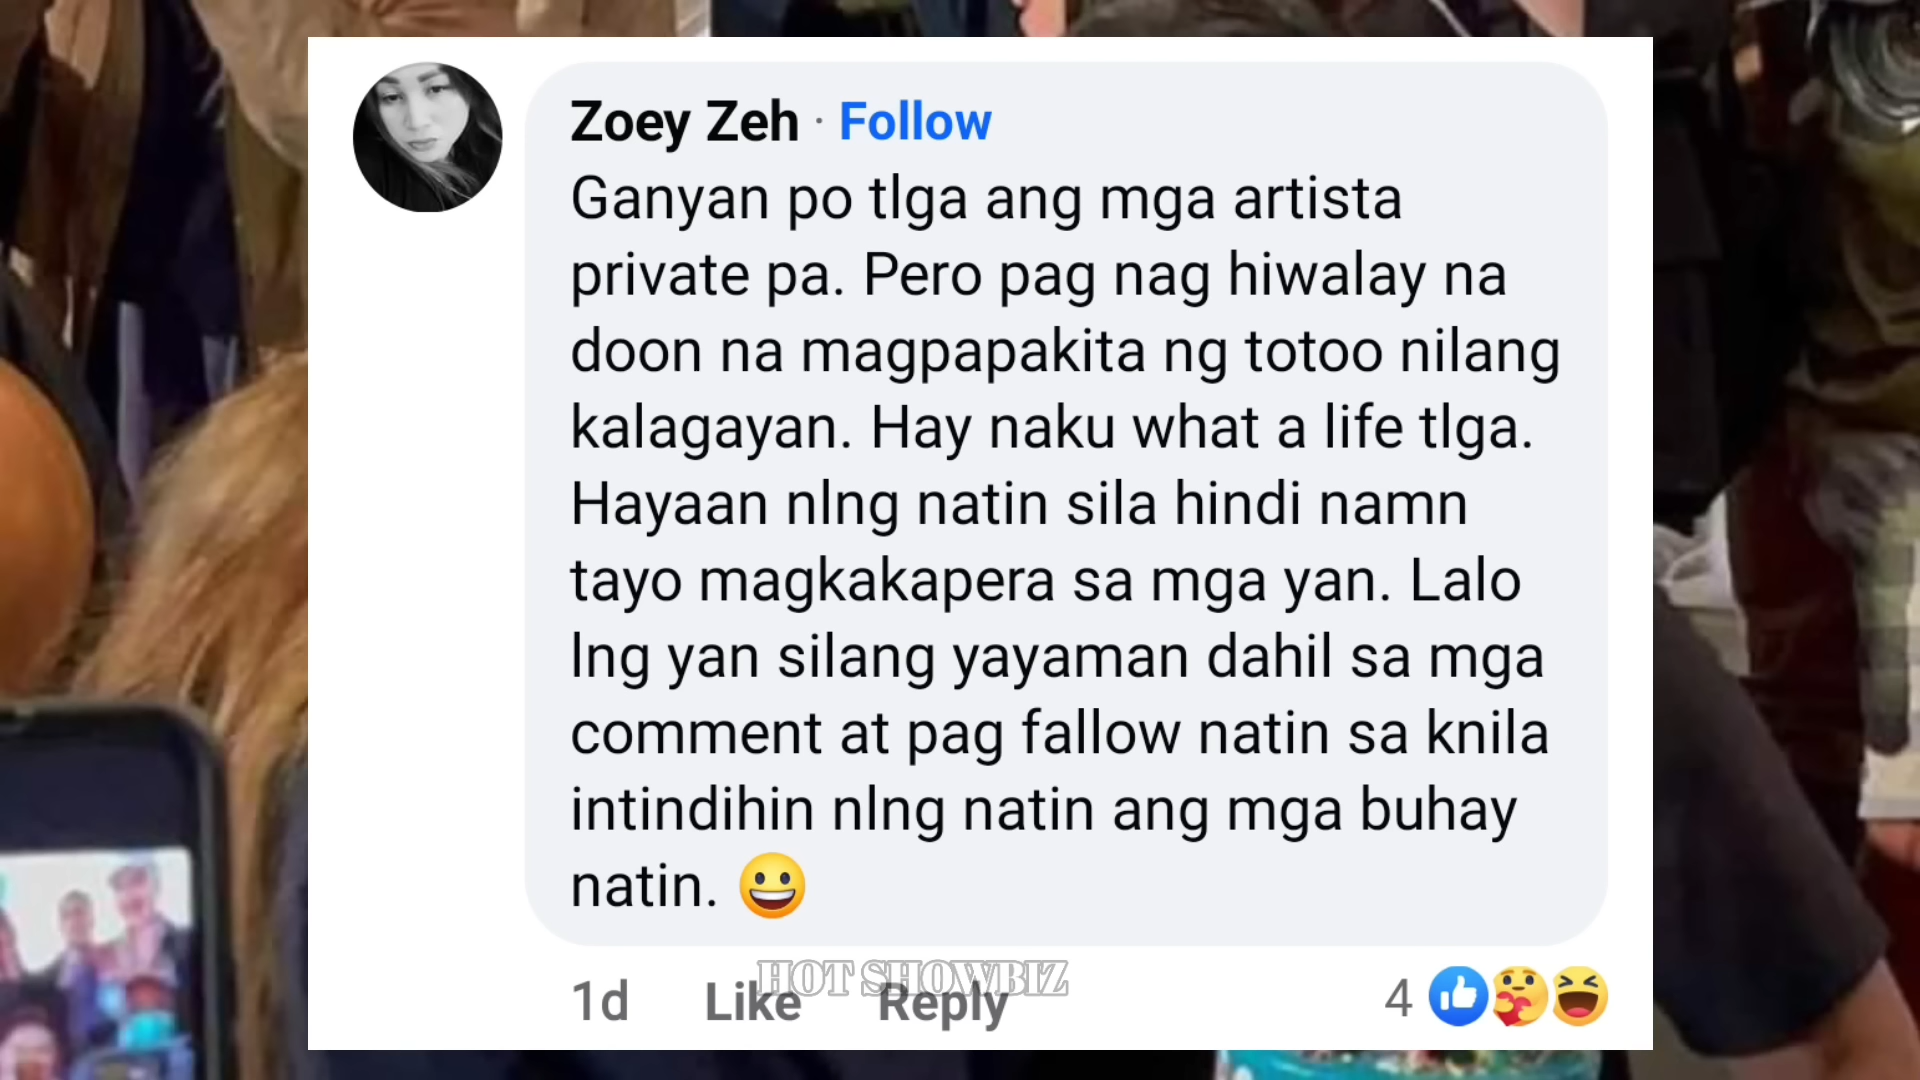 Zoey Zeh · Follow
Ganyan po tlga ang mga artista
private pa. Pero pag nag hiwalay na
doon na magpapakita ng totoo nilang
kalagayan. Hay naku what a life tlga.
Hayaan nlng natin sila hindi namn
tayo magkakapera sa mga yan. Lalo
lng yan silang yayaman dahil sa mga
comment at pag fallow natin sa knila
intindihin nlng natin ang mga buhay
natin. 😀
HOT SHOWBIZ
1d Like Reply 4